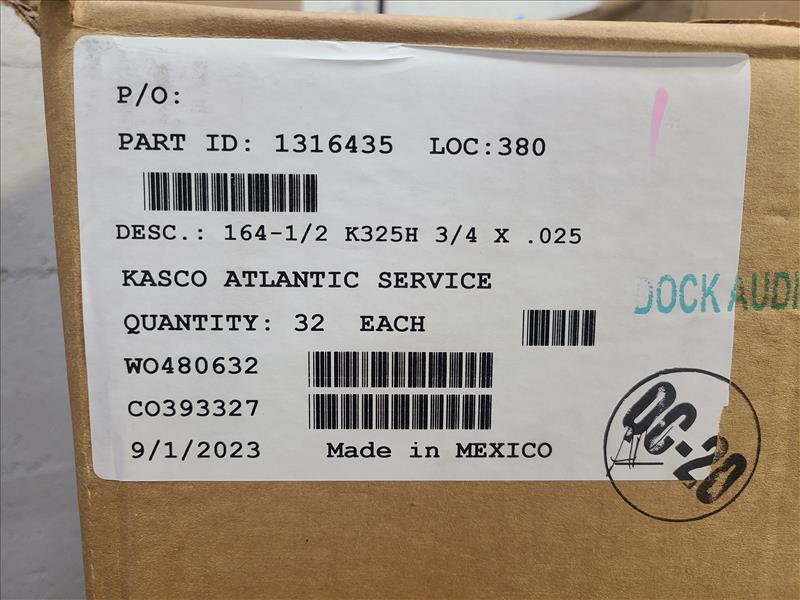 P/O:
PART ID: 1316435 LOC:380
DESC.: 164-1/2 K325H 3/4 X .025
KASCO ATLANTIC SERVICE
QUANTITY: 32 EACH
WO480632
CO393327
9/1/2023 Made in MEXICO
DOCK AUDI
QC-20